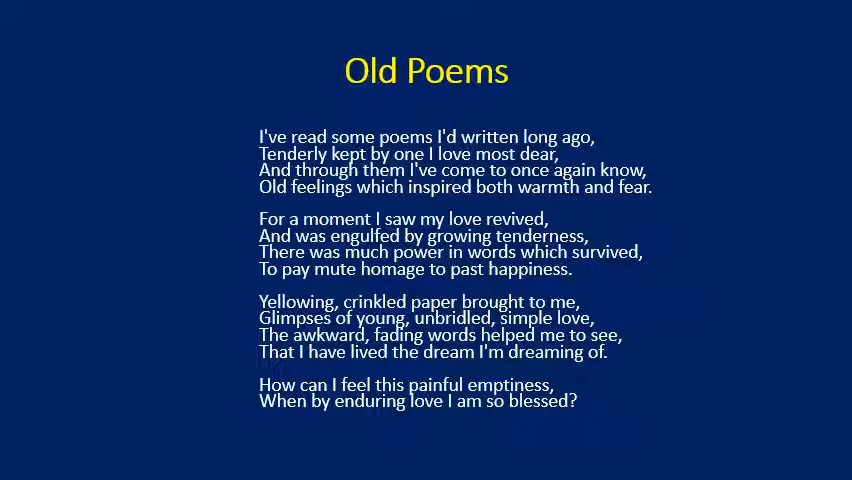 Old Poems
I've read some poems I'd written long ago,
Tenderly kept by one I love most dear,
And through them I've come to once again know,
Old feelings which inspired both warmth and fear.
For a moment I saw my love revived,
And was engulfed by growing tenderness,
There was much power in words which survived,
To pay mute homage to past happiness.
Yellowing, crinkled paper brought to me,
Glimpses of young, unbridled, simple love,
The awkward, fading words helped me to see,
That I have lived the dream I'm dreaming of.
How can I feel this painful emptiness,
When by enduring love I am so blessed?